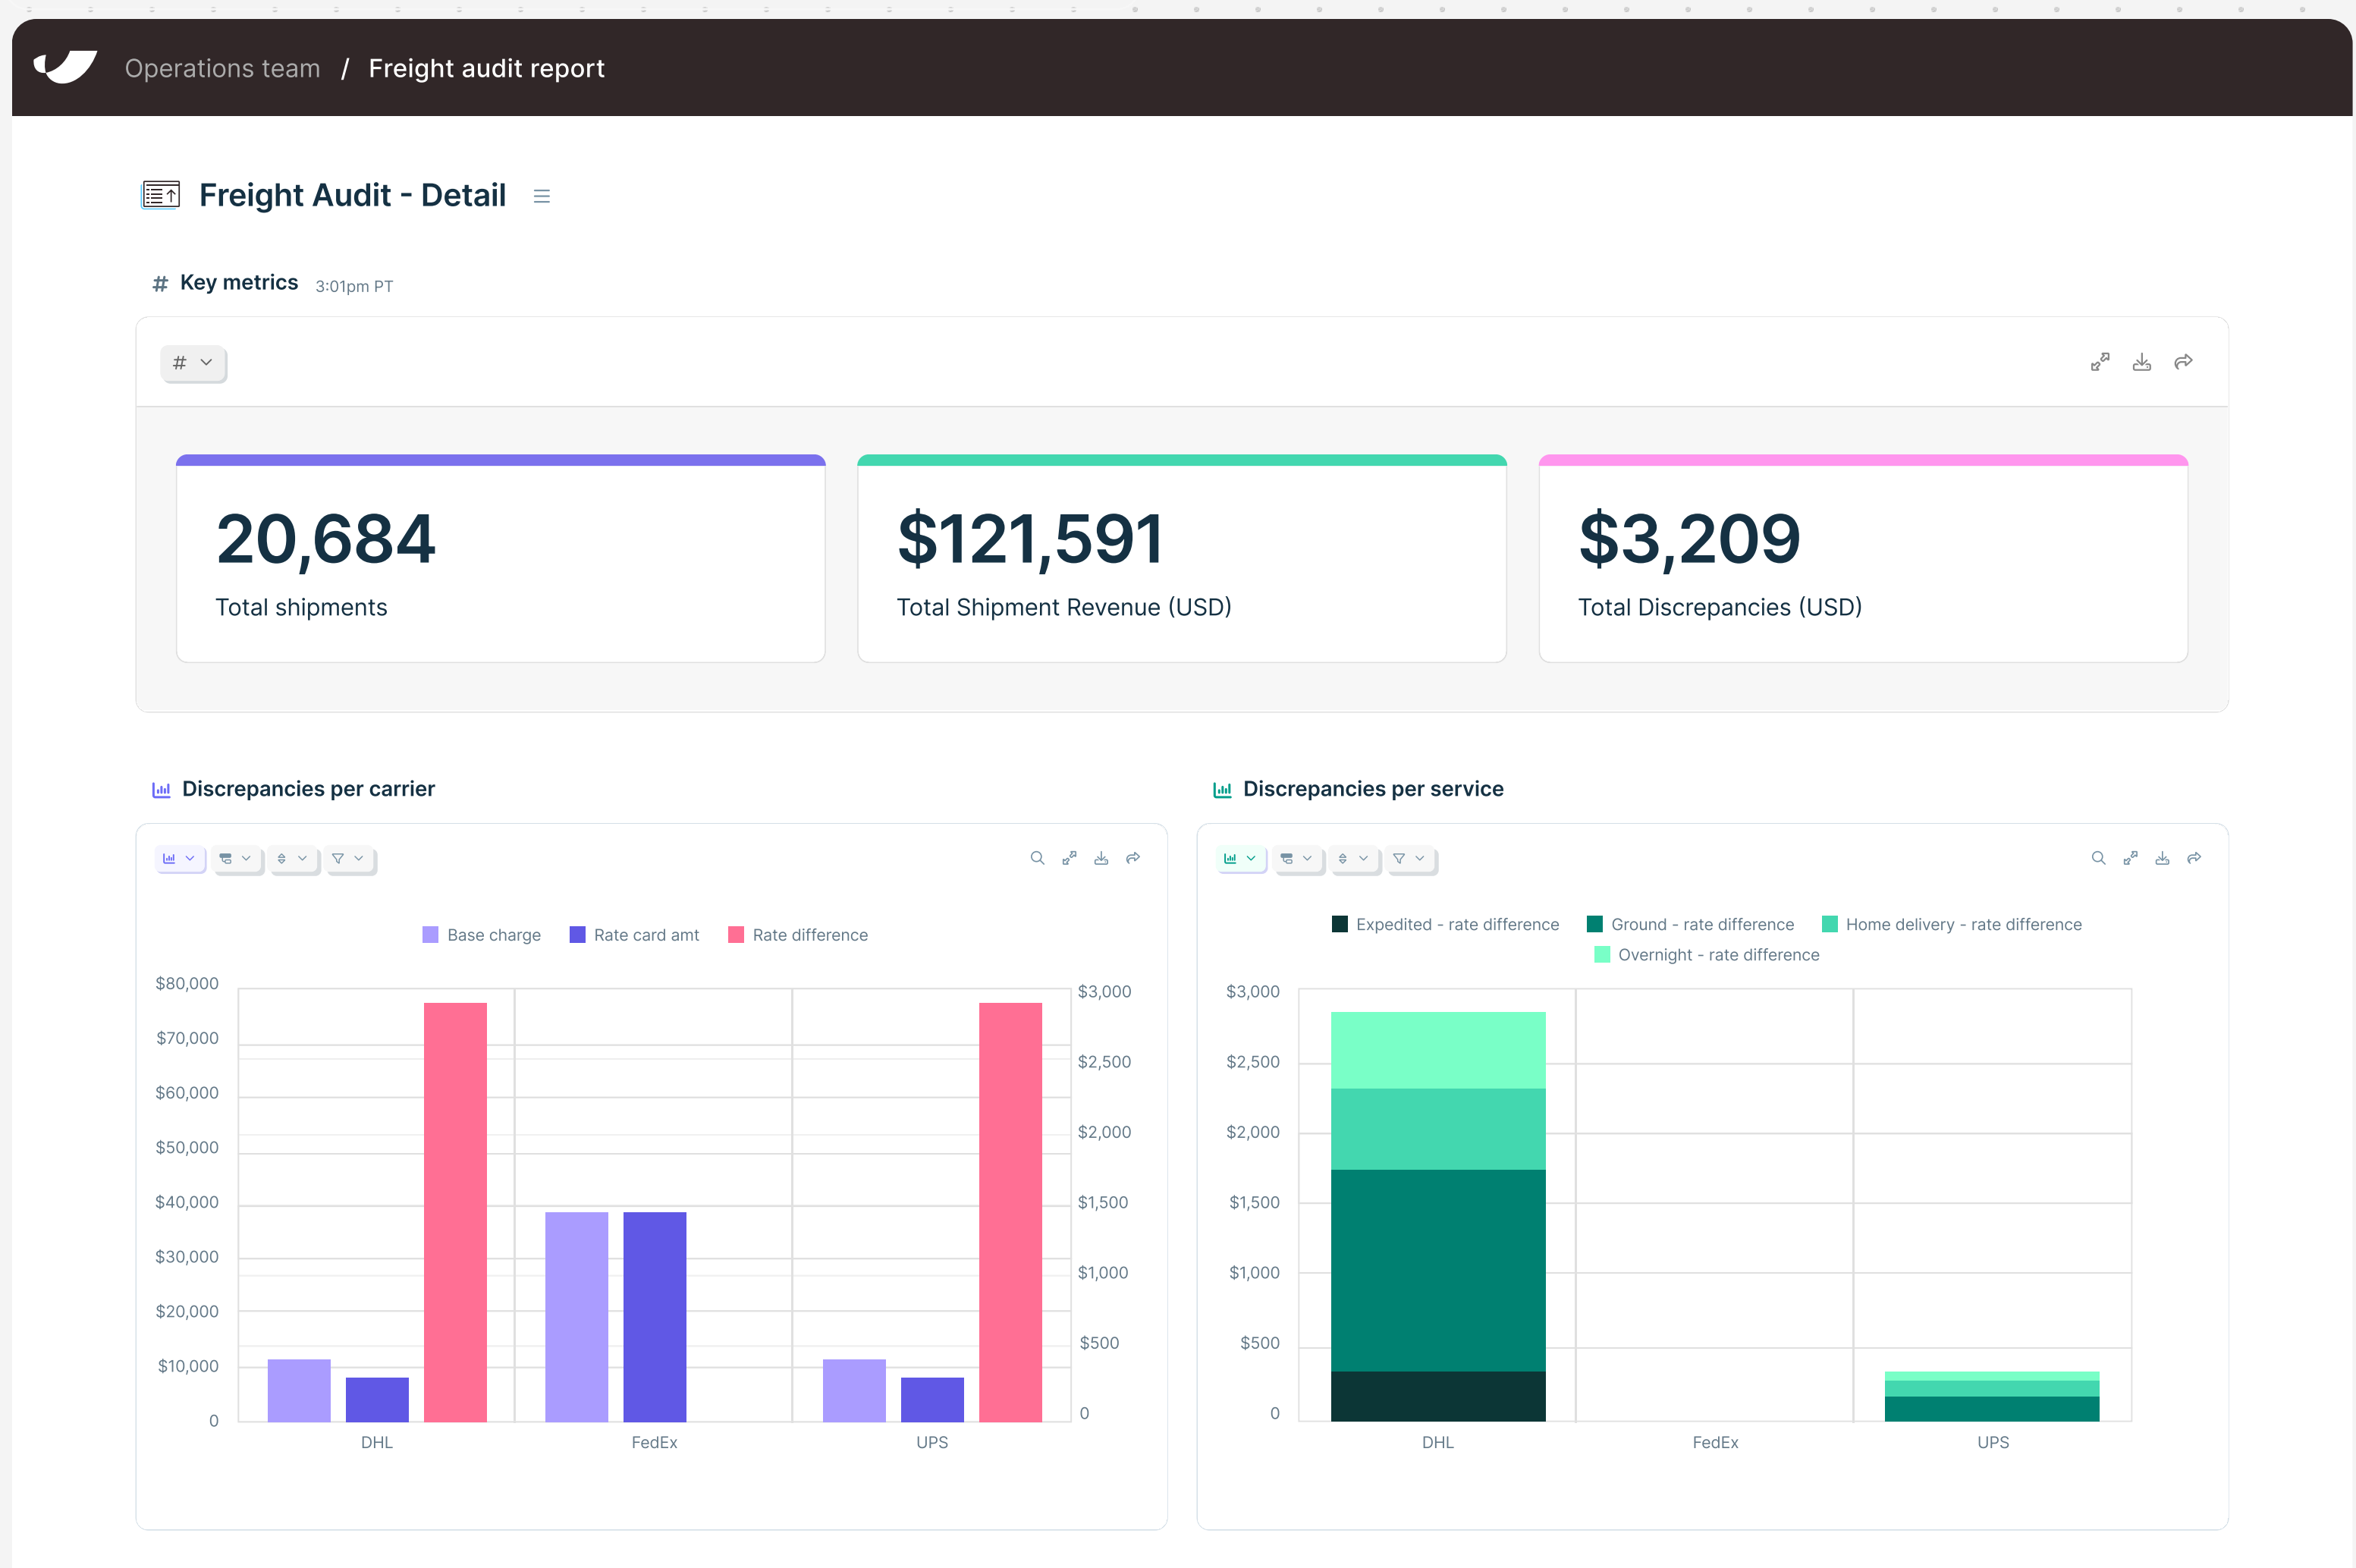 Operations team / Freight audit report
Freight Audit - Detail
# Key metrics 3:01pm PT
#
20,684
Total shipments
$121,591
Total Shipment Revenue (USD)
$3,209
Total Discrepancies (USD)
Discrepancies per carrier
Base charge
Rate card amt
Rate difference
$80,000
$70,000
$60,000
$50,000
$40,000
$30,000
$20,000
$10,000
0
$3,000
$2,500
$2,000
$1,500
$1,000
$500
0
DHL
FedEx
UPS
Discrepancies per service
Expedited - rate difference
Ground - rate difference
Home delivery - rate difference
Overnight - rate difference
$3,000
$2,500
$2,000
$1,500
$1,000
$500
0
DHL
FedEx
UPS